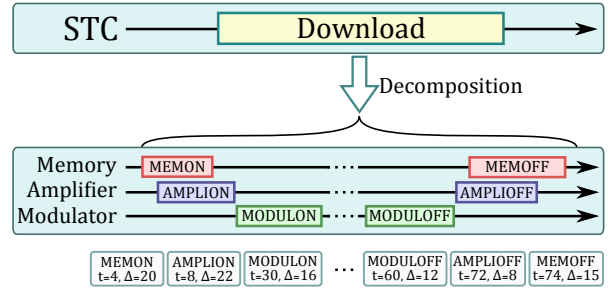 STC Download
Decomposition
Memory MEMON ... MEMOFF
Amplifier AMPLION AMPLIOFF
Modulator MODULON ... MODULOFF
MEMON AMPLION MODULON ... MODULOFF AMPLIOFF MEMOFF
t=4, Δ=20 t=8, Δ=22 t=30, Δ=16 t=60, Δ=12 t=72, Δ=8 t=74, Δ=15